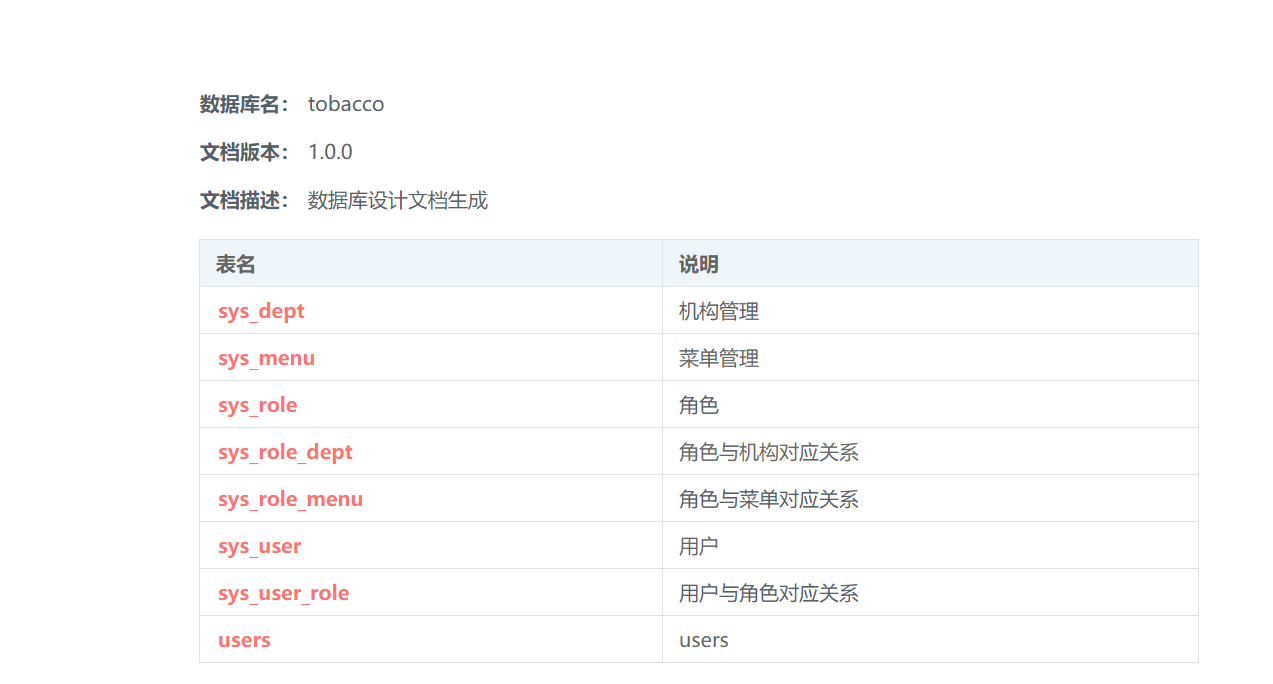 数据库名： tobacco
文档版本： 1.0.0
文档描述： 数据库设计文档生成
表名 说明
sys_dept 机构管理
sys_menu 菜单管理
sys_role 角色
sys_role_dept 角色与机构对应关系
sys_role_menu 角色与菜单对应关系
sys_user 用户
sys_user_role 用户与角色对应关系
users users